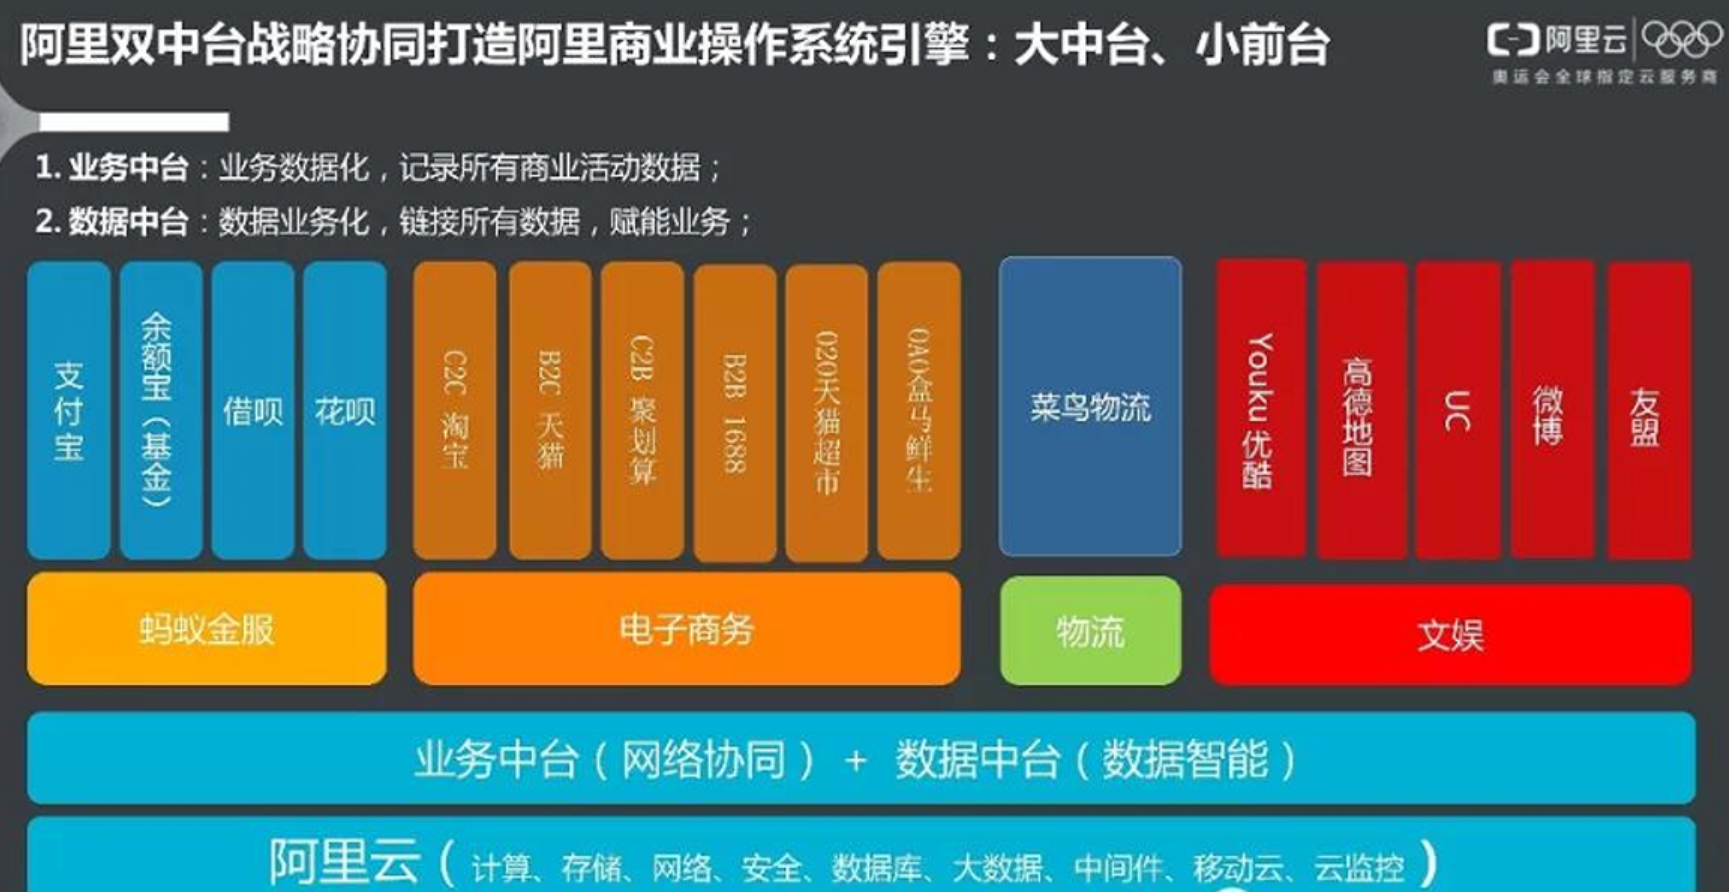 阿里双中台战略协同打造阿里商业操作系统引擎：大中台、小前台
阿里云
奥运会全球指定云服务商
1. 业务中台：业务数据化，记录所有商业活动数据；
2. 数据中台：数据业务化，链接所有数据，赋能业务；
支付宝
余额宝（基金）
借呗
花呗
C2C 淘宝
B2C 天猫
C2B 聚划算
B2B 1688
O2O天猫超市
OAO盒马鲜生
菜鸟物流
Youku 优酷
高德地图
UC
微博
友盟
蚂蚁金服
电子商务
物流
文娱
业务中台（网络协同） + 数据中台（数据智能）
阿里云（计算、存储、网络、安全、数据库、大数据、中间件、移动云、云监控）